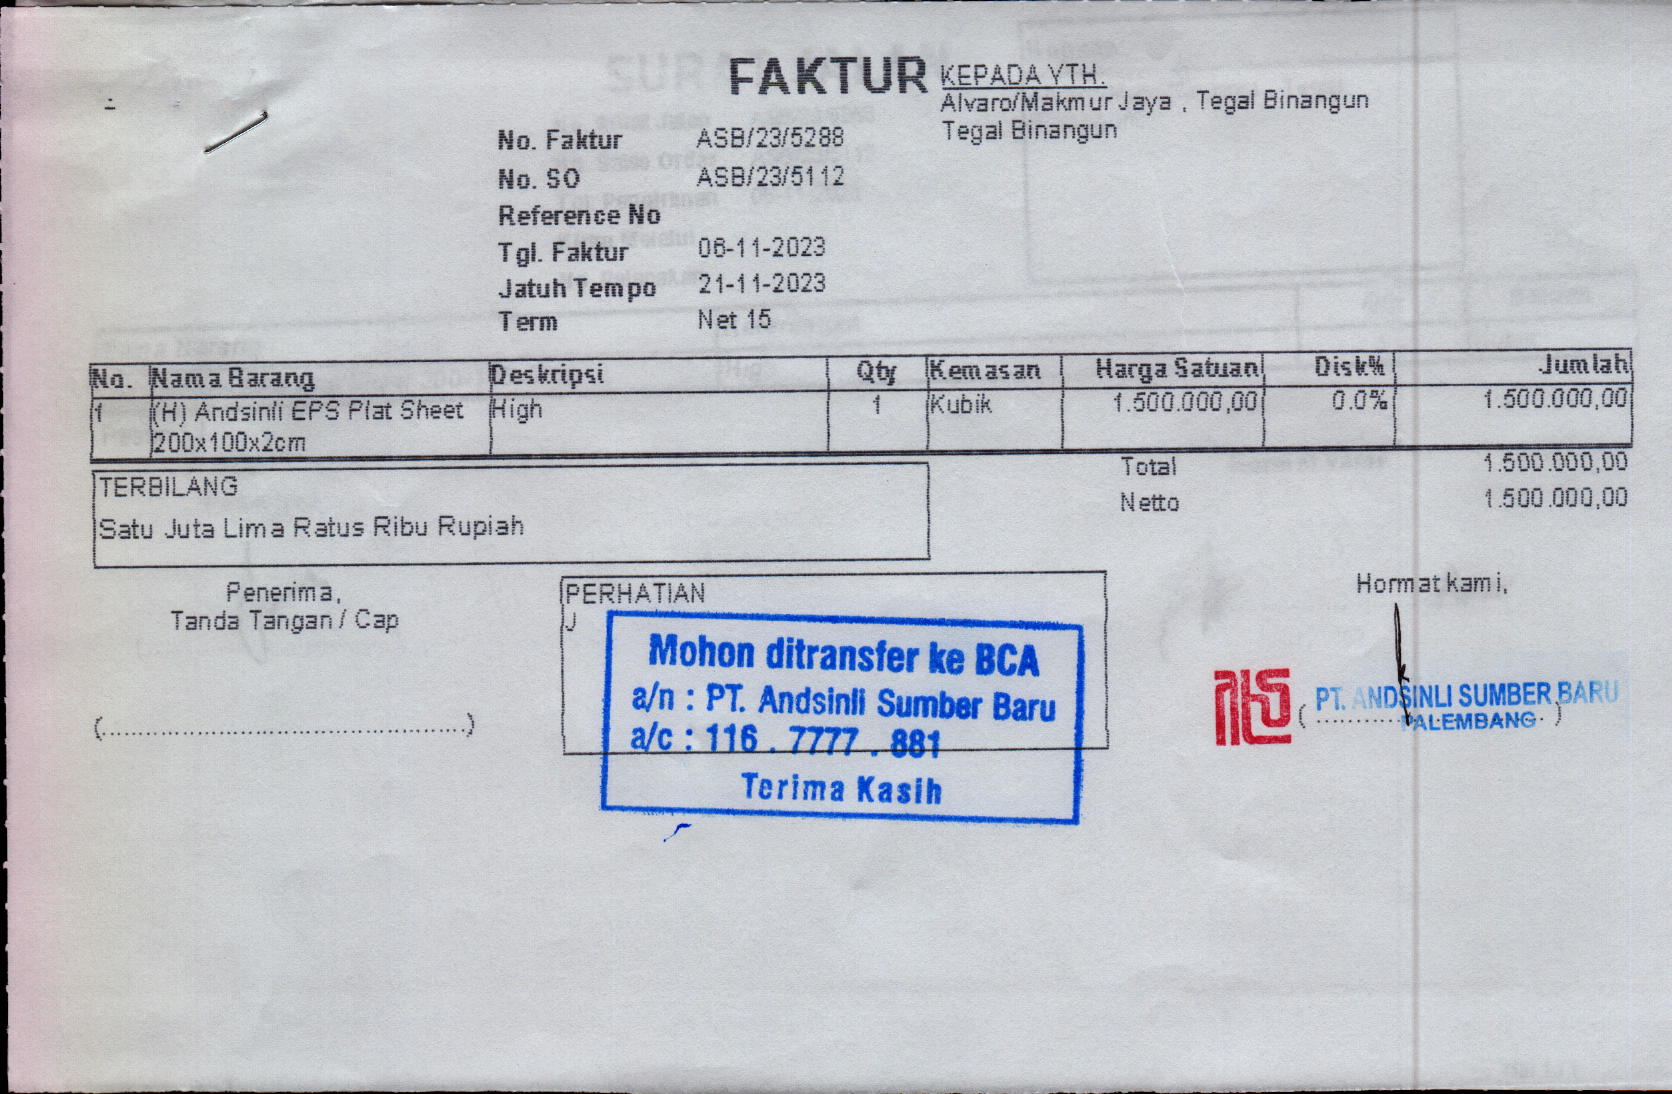 FAKTUR
KEPADA YTH.
Alvaro/Makmur Jaya , Tegal Binangun
Tegal Binangun
No. Faktur ASB/23/5288
No. SO ASB/23/5112
Reference No
Tgl. Faktur 06-11-2023
Jatuh Tempo 21-11-2023
Term Net 15
No. Nama Barang Deskripsi Qty Kemasan Harga Satuan Disk% Jumlah
1 (H) Andsinli EPS Plat Sheet High 1 Kubik 1.500.000,00 0.0% 1.500.000,00
200x100x2cm
Total 1.500.000,00
Netto 1.500.000,00
TERBILANG
Satu Juta Lima Ratus Ribu Rupiah
Penerima,
Tanda Tangan / Cap
(................................................)
PERHATIAN
J
Mohon ditransfer ke BCA
a/n : PT. Andsinli Sumber Baru
a/c : 116 . 7777 . 881
Terima Kasih
Hormat kami,
PT. ANDSINLI SUMBER BARU
PALEMBANG